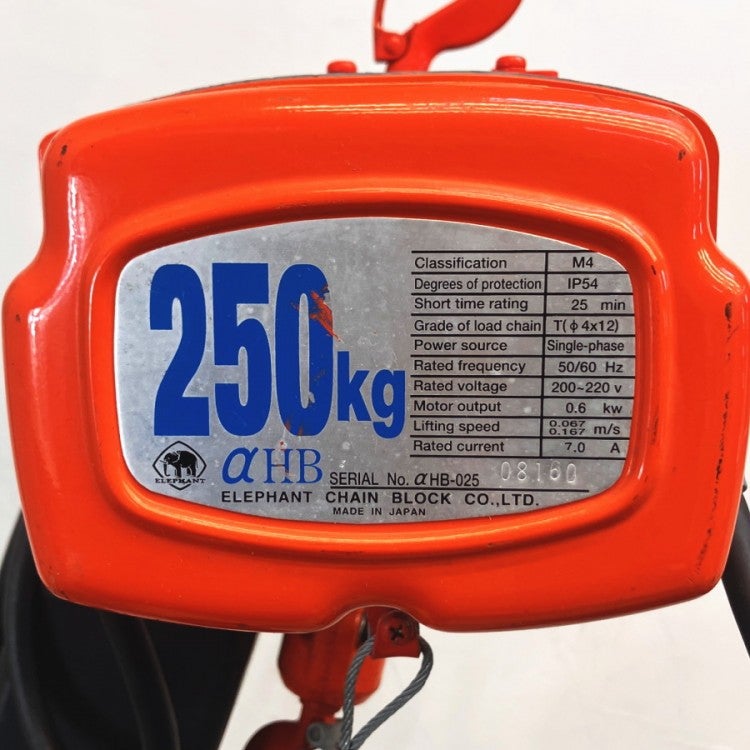 250kg
αHB
ELEPHANT
Classification M4
Degrees of protection IP54
Short time rating 25 min
Grade of load chain T(ϕ4x12)
Power source Single-phase
Rated frequency 50/60 Hz
Rated voltage 200~220 v
Motor output 0.6 kw
Lifting speed 0.067 0.167 m/s
Rated current 7.0 A
SERIAL No. αHB-025 08160
ELEPHANT CHAIN BLOCK CO.,LTD.
MADE IN JAPAN